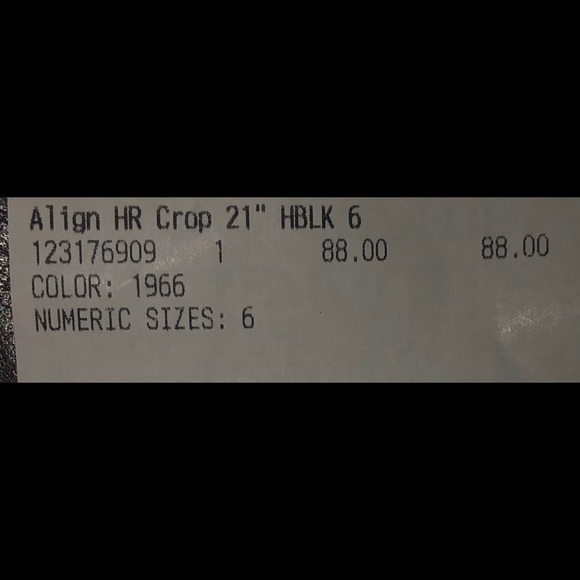 Align HR Crop 21" HBLK 6
123176909 1 88.00 88.00
COLOR: 1966
NUMERIC SIZES: 6